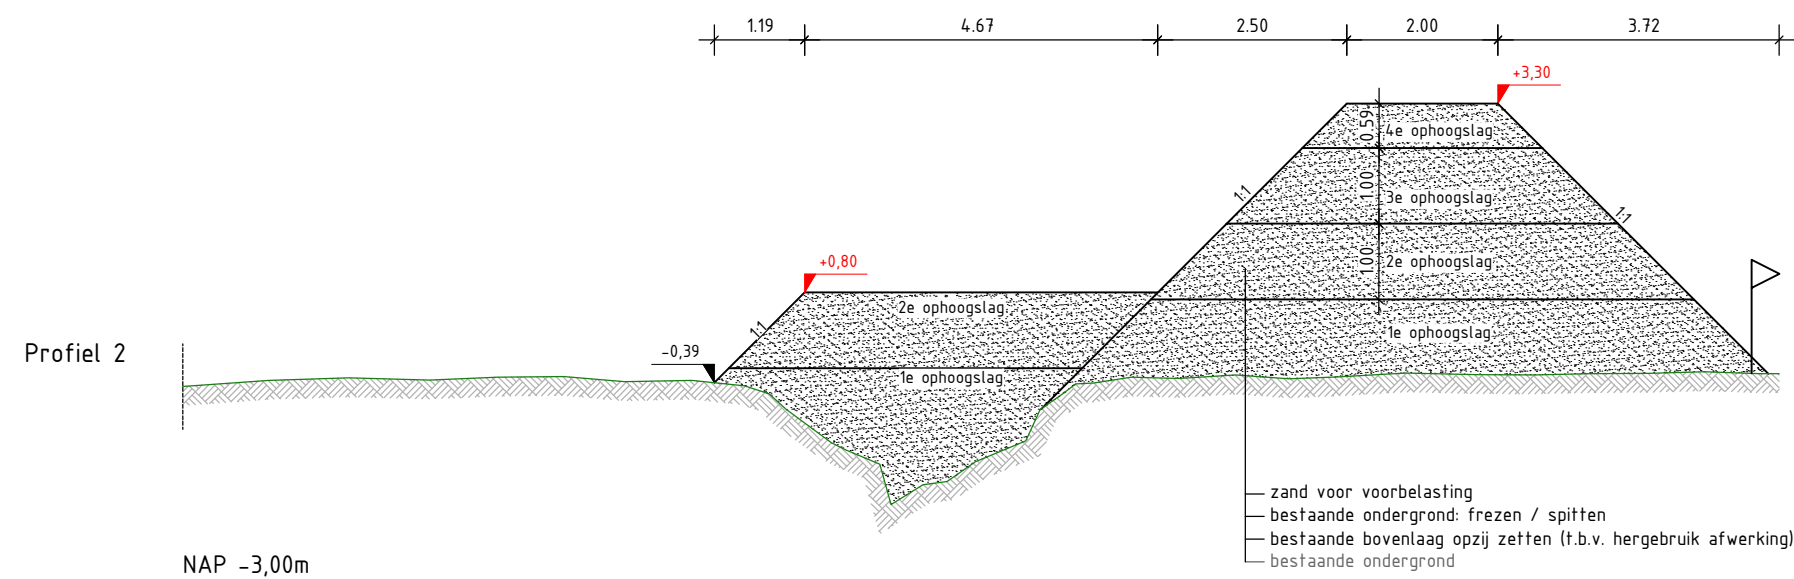 1.19 4.67 2.50 2.00 3.72
+3,30
0.59
4e ophoogslag
1:1
1.00
3e ophoogslag
1:1
+0,80
1.00
2e ophoogslag
2e ophoogslag
1:1
1e ophoogslag
Profiel 2
-0,39
1e ophoogslag
zand voor voorbelasting
bestaande ondergrond: frezen / spitten
bestaande bovenlaag opzij zetten (t.b.v. hergebruik afwerking)
bestaande ondergrond
NAP -3,00m